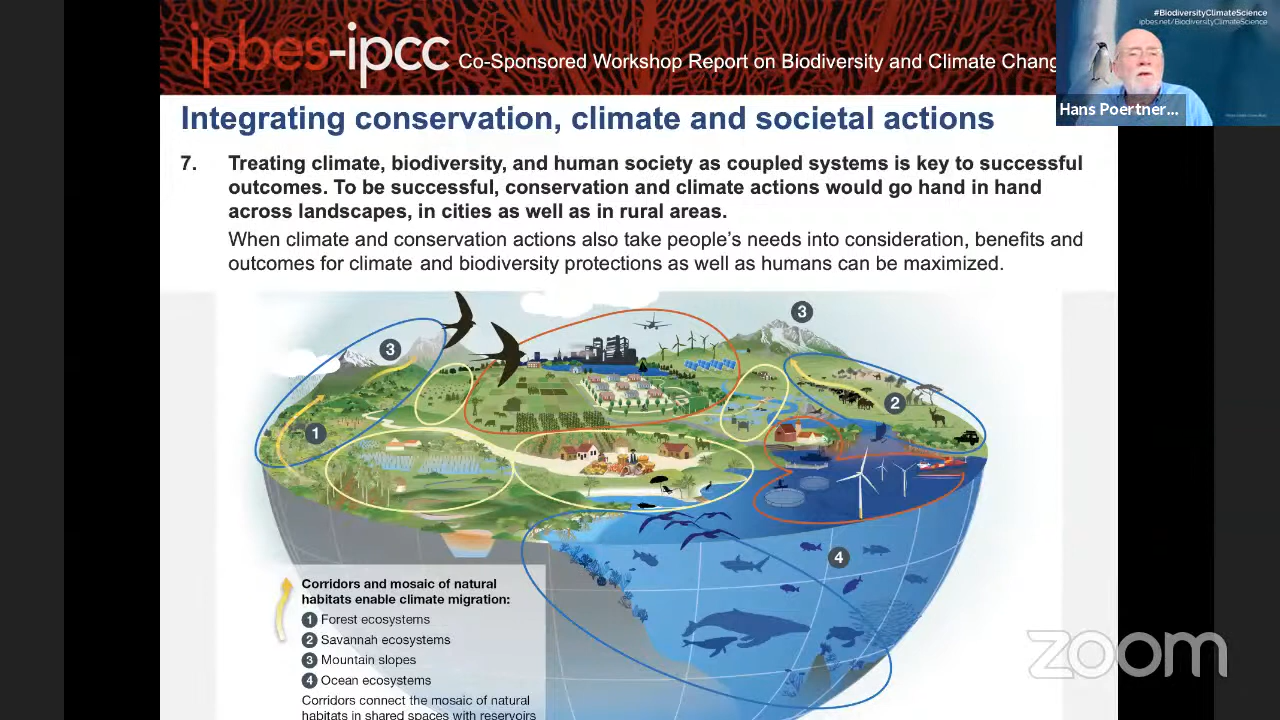 #BiodiversityClimateScience
ipbes.net/BiodiversityClimateScience
ipbes-ipcc Co-Sponsored Workshop Report on Biodiversity and Climate Chang
Hans Poertner...
Integrating conservation, climate and societal actions
7. Treating climate, biodiversity, and human society as coupled systems is key to successful
outcomes. To be successful, conservation and climate actions would go hand in hand
across landscapes, in cities as well as in rural areas.
When climate and conservation actions also take people's needs into consideration, benefits and
outcomes for climate and biodiversity protections as well as humans can be maximized.
3
3
2
1
4
Corridors and mosaic of natural
habitats enable climate migration:
1 Forest ecosystems
2 Savannah ecosystems
3 Mountain slopes
4 Ocean ecosystems
Corridors connect the mosaic of natural
habitats in shared spaces with reservoirs
zoom